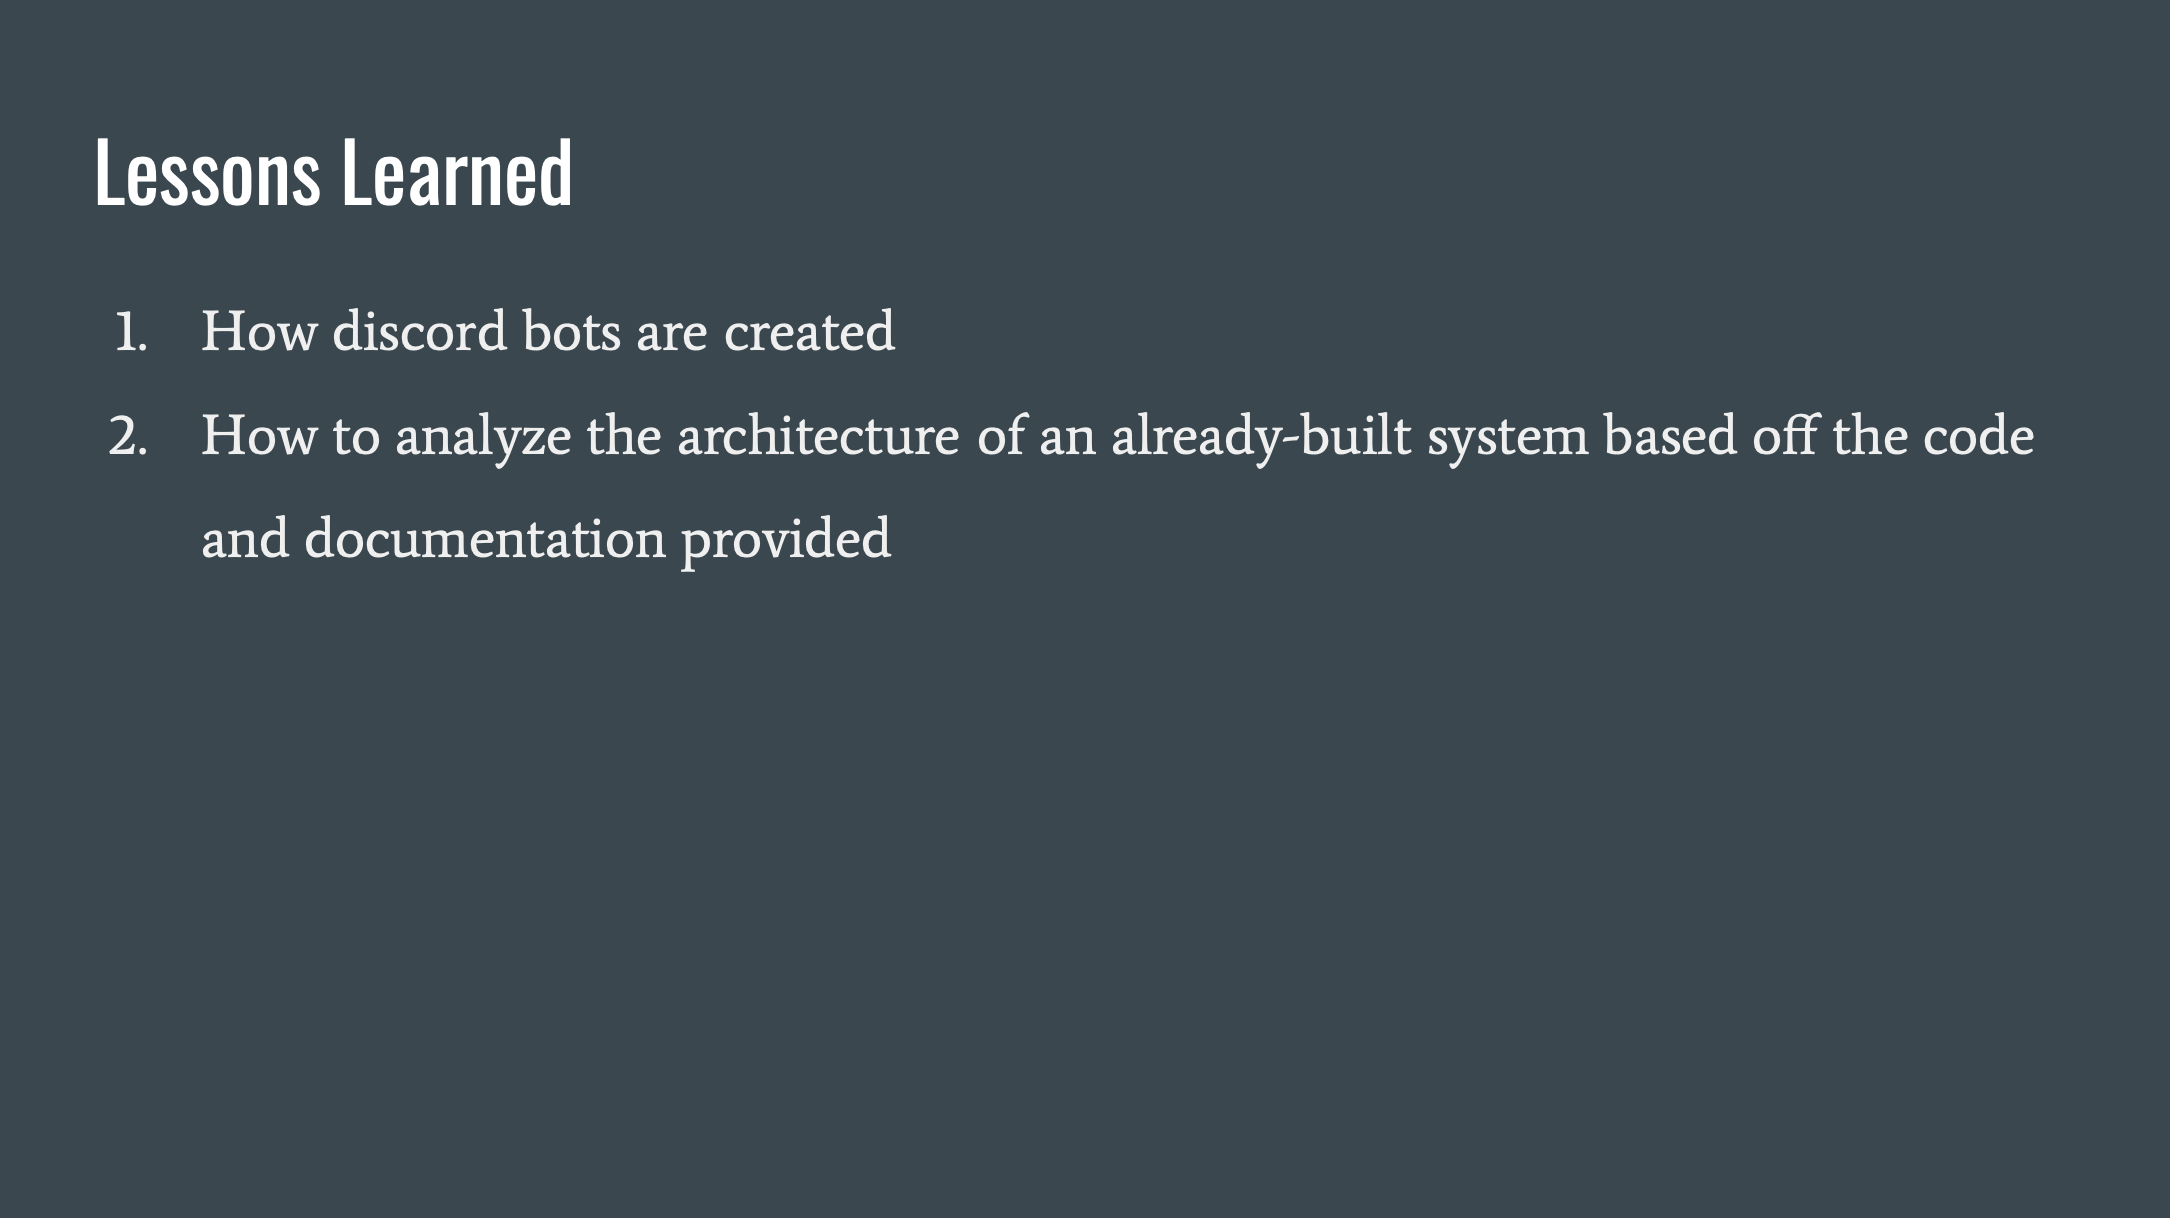 Lessons Learned
1. How discord bots are created
2. How to analyze the architecture of an already-built system based off the code
and documentation provided